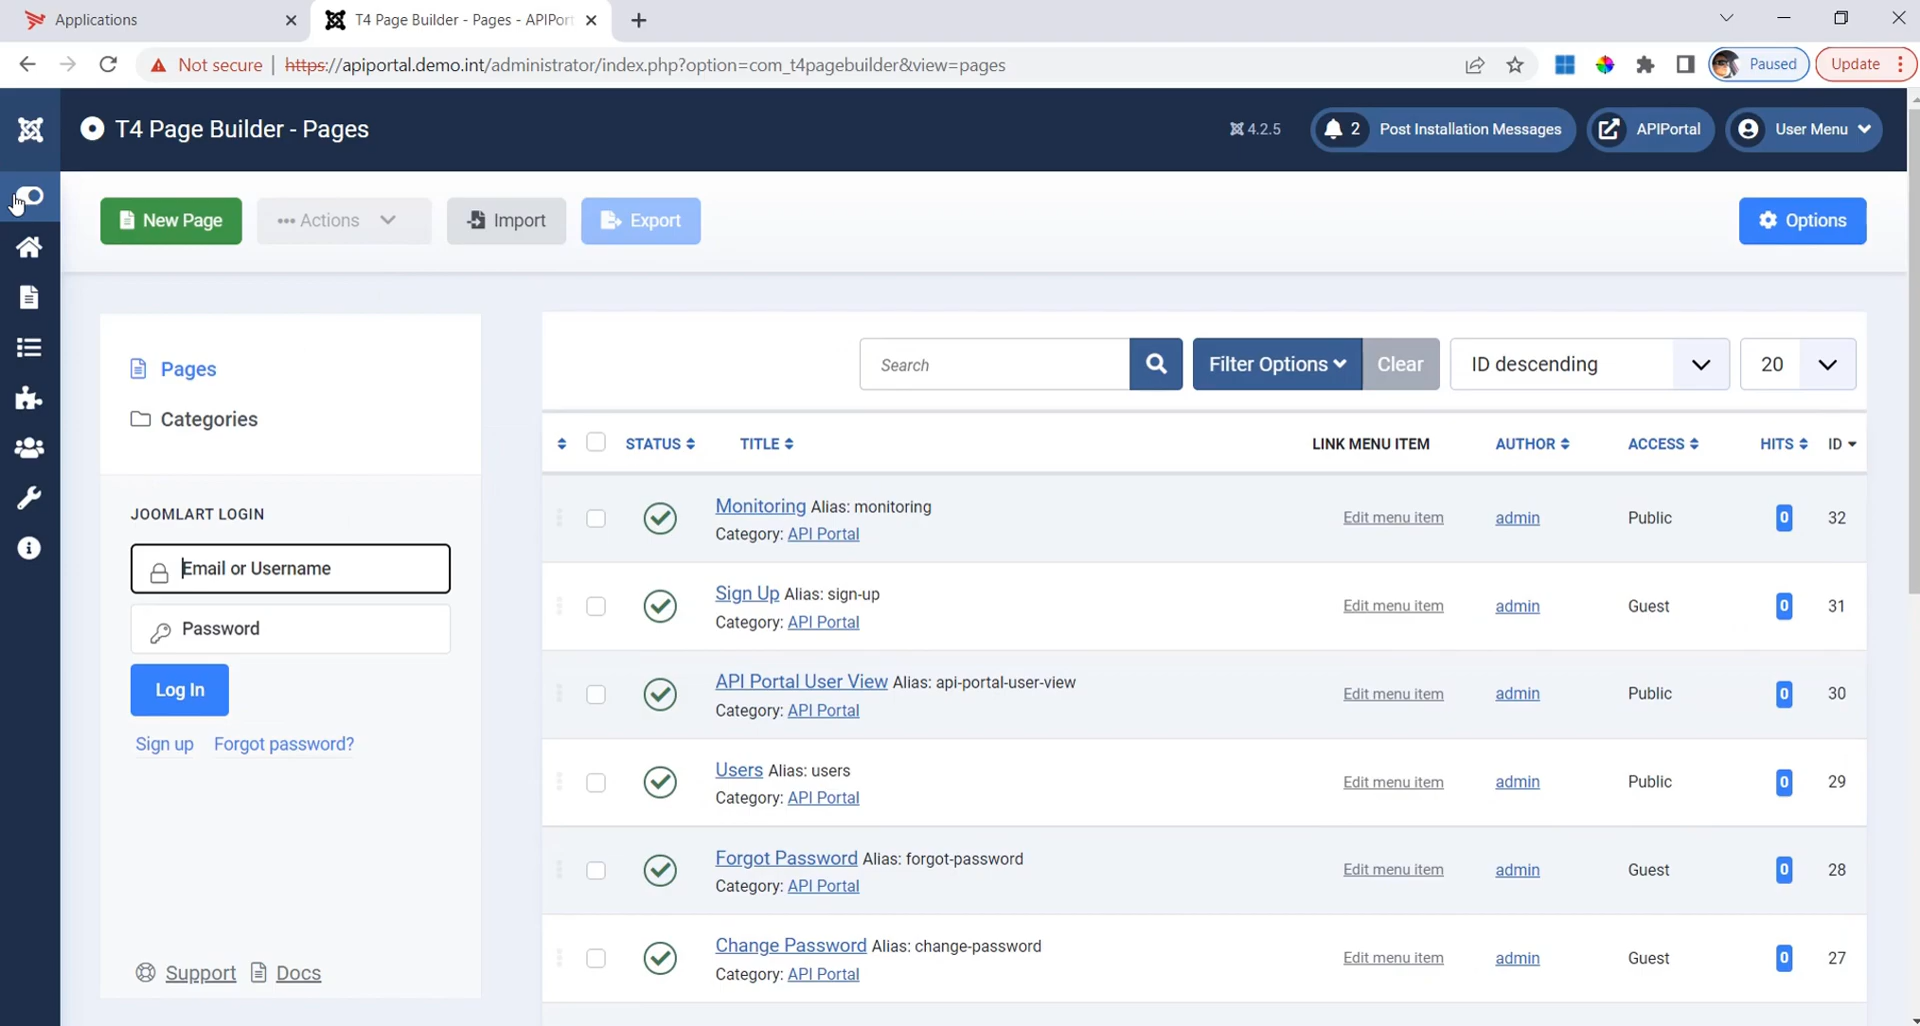 Applications
T4 Page Builder - Pages - APIPort
Not secure | https://apiportal.demo.int/administrator/index.php?option=com_t4pagebuilder&view=pages
Paused
Update
T4 Page Builder - Pages
4.2.5
2 Post Installation Messages
APIPortal
User Menu
New Page
Actions
Import
Export
Options
Pages
Categories
JOOMLART LOGIN
Email or Username
Password
Log In
Sign up Forgot password?
Support Docs
Search
Filter Options
Clear
ID descending
20
STATUS TITLE LINK MENU ITEM AUTHOR ACCESS HITS ID
Monitoring Alias: monitoring
Category: API Portal
Edit menu item admin Public 0 32
Sign Up Alias: sign-up
Category: API Portal
Edit menu item admin Guest 0 31
API Portal User View Alias: api-portal-user-view
Category: API Portal
Edit menu item admin Public 0 30
Users Alias: users
Category: API Portal
Edit menu item admin Public 0 29
Forgot Password Alias: forgot-password
Category: API Portal
Edit menu item admin Guest 0 28
Change Password Alias: change-password
Category: API Portal
Edit menu item admin Guest 0 27